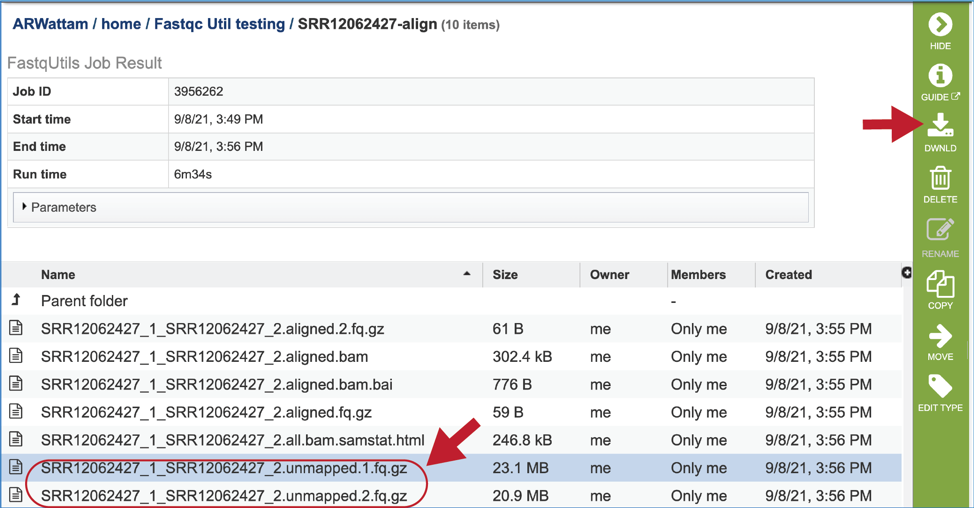 ARWattam / home / Fastqc Util testing / SRR12062427-align (10 items)
FastqUtils Job Result
Job ID 3956262
Start time 9/8/21, 3:49 PM
End time 9/8/21, 3:56 PM
Run time 6m34s
Parameters
Name Size Owner Members Created
Parent folder -
SRR12062427_1_SRR12062427_2.aligned.2.fq.gz 61 B me Only me 9/8/21, 3:55 PM
SRR12062427_1_SRR12062427_2.aligned.bam 302.4 kB me Only me 9/8/21, 3:55 PM
SRR12062427_1_SRR12062427_2.aligned.bam.bai 776 B me Only me 9/8/21, 3:55 PM
SRR12062427_1_SRR12062427_2.aligned.fq.gz 59 B me Only me 9/8/21, 3:55 PM
SRR12062427_1_SRR12062427_2.all.bam.samstat.html 246.8 kB me Only me 9/8/21, 3:56 PM
SRR12062427_1_SRR12062427_2.unmapped.1.fq.gz 23.1 MB me Only me 9/8/21, 3:56 PM
SRR12062427_1_SRR12062427_2.unmapped.2.fq.gz 20.9 MB me Only me 9/8/21, 3:56 PM
HIDE
GUIDE
DWNLD
DELETE
RENAME
COPY
MOVE
EDIT TYPE